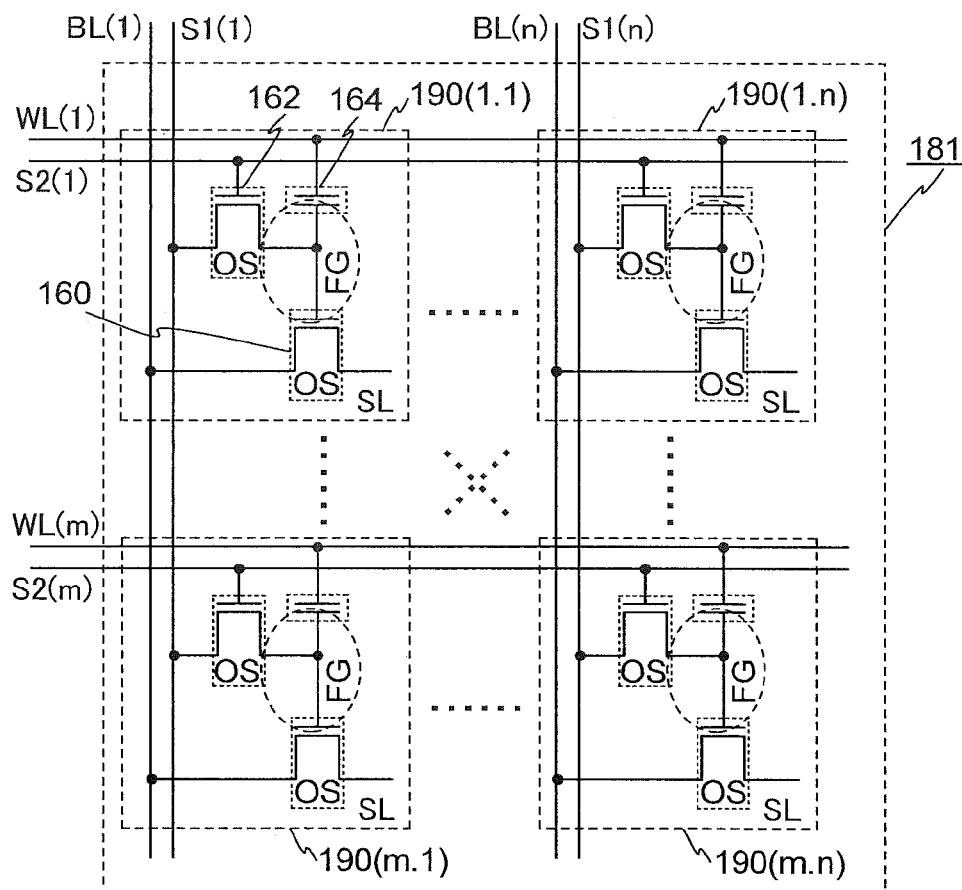 BL(1) S1(1) BL(n) S1(n)
162 164 190(1.1) 190(1.n)
WL(1)
S2(1)
181
OS FG OS FG
160
OS SL OS SL
WL(m)
S2(m)
OS FG OS FG
OS SL OS SL
190(m.1) 190(m.n)